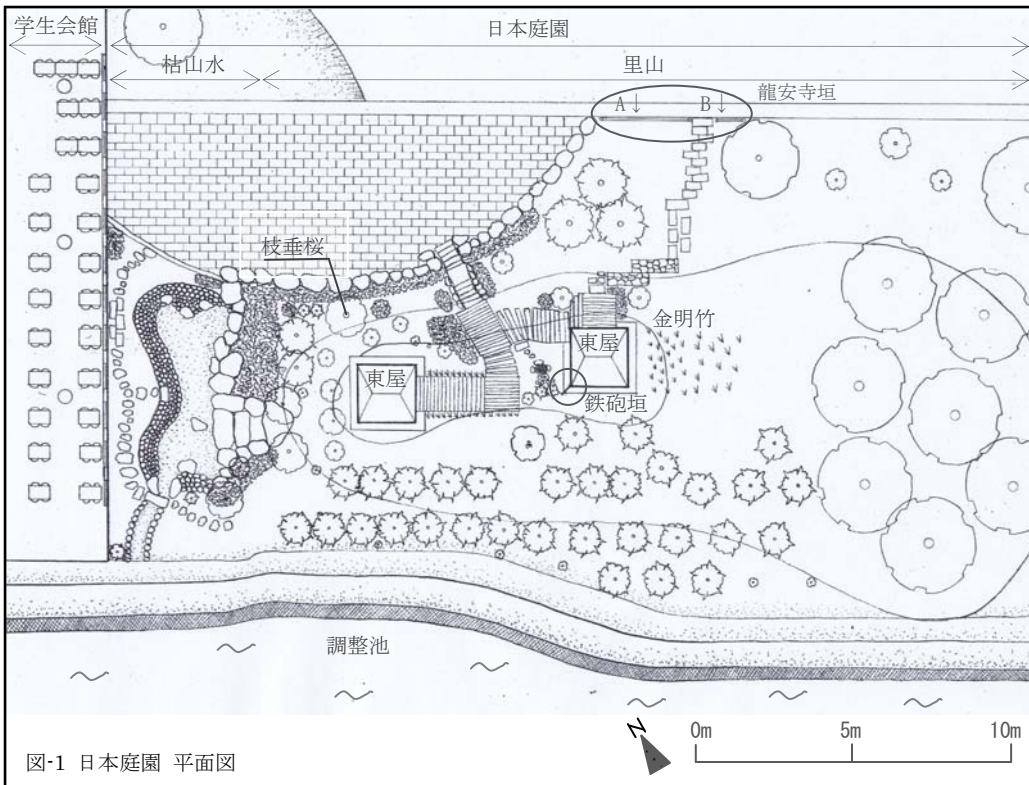 学生会館
日本庭園
枯山水
里山
A↓ B↓
龍安寺垣
枝垂桜
金明竹
東屋
東屋
鉄砲垣
調整池
N
0m 5m 10m
図-1 日本庭園 平面図